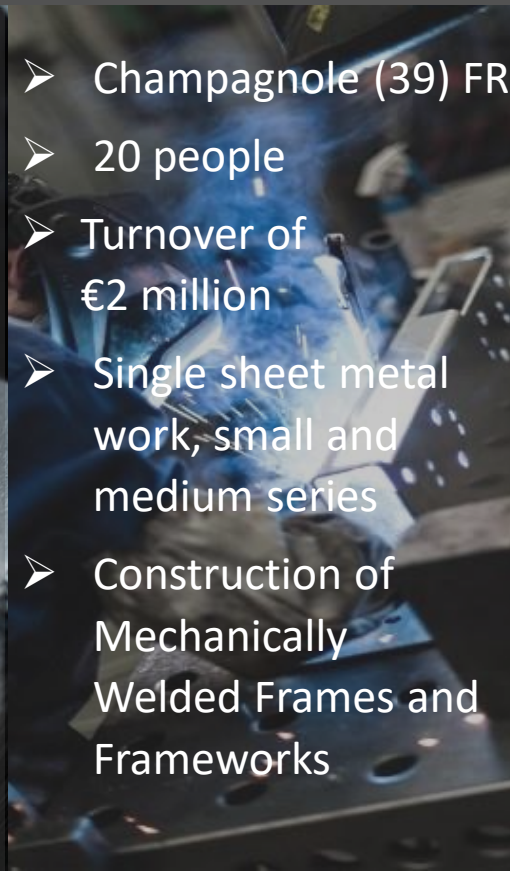 ➢ Champagnole (39) FR
➢ 20 people
➢ Turnover of
€2 million
➢ Single sheet metal
work, small and
medium series
➢ Construction of
Mechanically
Welded Frames and
Frameworks